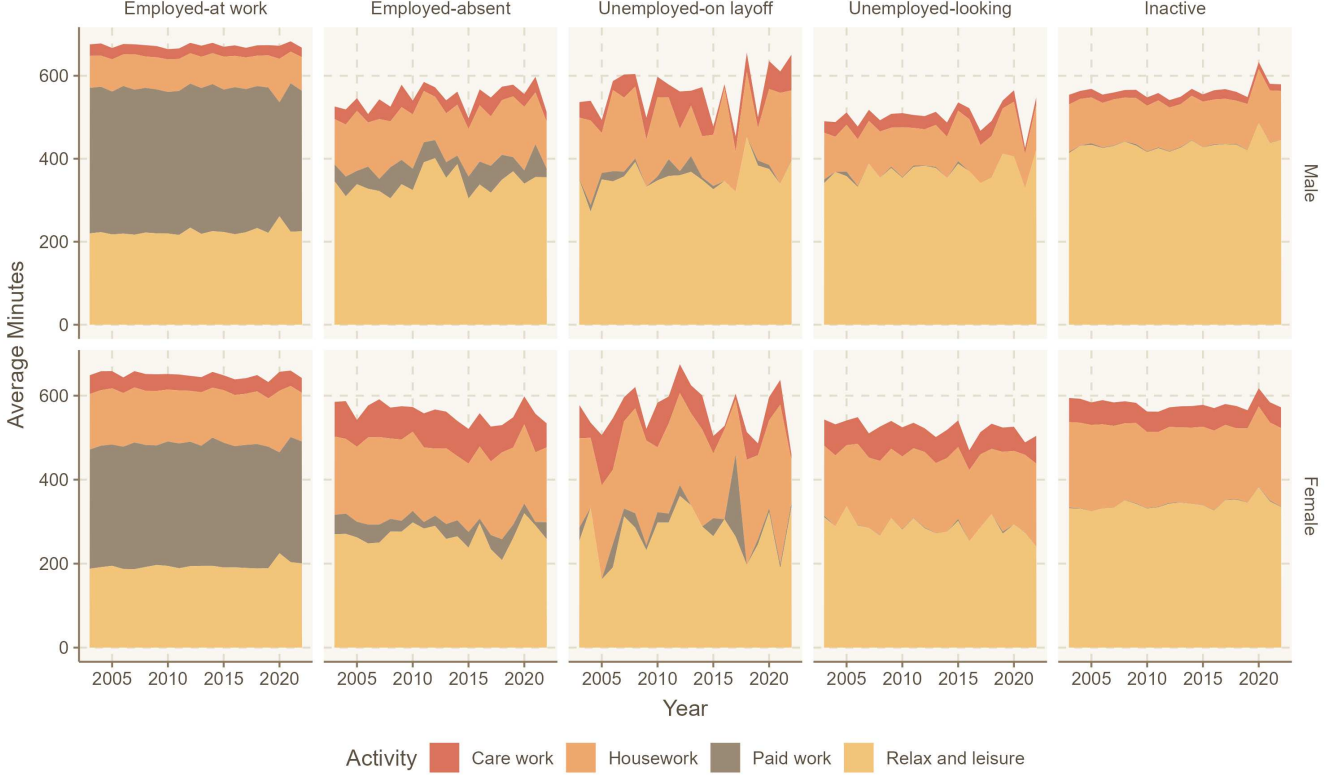 Employed-at work Employed-absent Unemployed-on layoff Unemployed-looking Inactive
600
400
200
0
Male
600
400
200
0
Female
Average Minutes
2005 2010 2015 2020 2005 2010 2015 2020 2005 2010 2015 2020 2005 2010 2015 2020 2005 2010 2015 2020
Year
Activity Care work Housework Paid work Relax and leisure